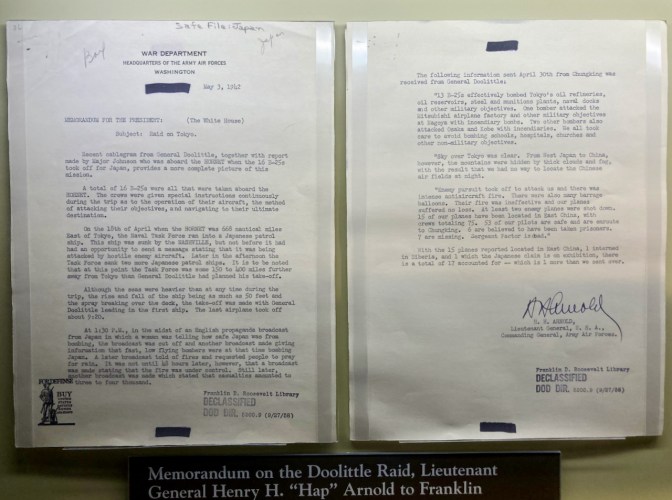 Safe File: Japan
Japan
WAR DEPARTMENT
HEADQUARTERS OF THE ARMY AIR FORCES
WASHINGTON
May 3, 1942
MEMORANDUM FOR THE PRESIDENT: (The White House)
Subject: Raid on Tokyo.
Recent cablegram from General Doolittle, together with report
made by Major Johnson who was aboard the HORNET when the 16 B-25s
took off for Japan, provides a more complete picture of this
mission.
A total of 16 B-25s were all that were taken aboard the
HORNET. The crews were given special instructions continuously
during the trip as to the operation of their aircraft, the method
of attacking their objectives, and navigating to their ultimate
destination.
On the 18th of April when the HORNET was 668 nautical miles
East of Tokyo, the Naval Task Force ran into a Japanese patrol
ship. This ship was sunk by the NASHVILLE, but not before it had
had an opportunity to send a message stating that it was being
attacked by hostile enemy aircraft. Later in the afternoon the
Task Force sunk two more Japanese patrol ships. It is to be noted
that at this point the Task Force was some 150 to 400 miles further
away from Tokyo than General Doolittle had planned his take-off.
Although the seas were heavier than at any time during the
trip, the rise and fall of the ship being as much as 50 feet and
the spray breaking over the deck, the take-off was made with General
Doolittle leading in the first ship. The last airplane took off
about 9:20.
At 1:30 P.M., in the midst of an English propaganda broadcast
from Japan in which a woman was telling how safe Japan was from
bombing, the broadcast was cut off and another broadcast made giving
information that fast, low flying bombers were at that time bombing
Japan. A later broadcast told of fires and requested people to pray
for rain. It was not until 48 hours later, however, that a broadcast
was made stating that the fire was under control. Still later,
another broadcast was made which stated that casualties amounted to
three to four thousand.
FOR DEFENSE
BUY
UNITED
STATES
SAVINGS
BONDS
AND STAMPS
Franklin D. Roosevelt Library
DECLASSIFIED
DOD DIR. 5200.9 (9/27/58)
The following information sent April 30th from Chungking was
received from General Doolittle:
"15 B-25s effectively bombed Tokyo's oil refineries,
oil reservoirs, steel and munitions plants, naval docks
and other military objectives. One bomber attacked the
Mitsubishi airplane factory and other military objectives
at Nagoya with incendiary bombs. Two other bombers also
attacked Osaka and Kobe with incendiaries. We all took
care to avoid bombing schools, hospitals, churches and
other non-military objectives.
"Sky over Tokyo was clear. From East Japan to China,
however, the mountains were hidden by thick clouds and fog,
with the result that we had no way to locate the Chinese
air fields at night.
"Enemy pursuit took off to attack us and there was
intense antiaircraft fire. There were also many barrage
balloons. Their fire was ineffective and our planes
suffered no loss. At least two enemy planes were shot down.
15 of our planes have been located in East China, with
crews totaling 75. 53 of our pilots are safe and are enroute
to Chungking. 6 are believed to have been taken prisoners.
7 are missing. Sergeant Factor is dead."
With the 15 planes reported located in East China, 1 interned
in Siberia, and 1 which the Japanese claim is on exhibition, there
is a total of 17 accounted for – which is 1 more than we sent over.
H. H. Arnold
H. H. ARNOLD,
Lieutenant General, U. S. A.,
Commanding General, Army Air Forces.
Franklin D. Roosevelt Library
DECLASSIFIED
DOD DIR. 5200.9 (9/27/58)
Memorandum on the Doolittle Raid, Lieutenant
General Henry H. "Hap" Arnold to Franklin